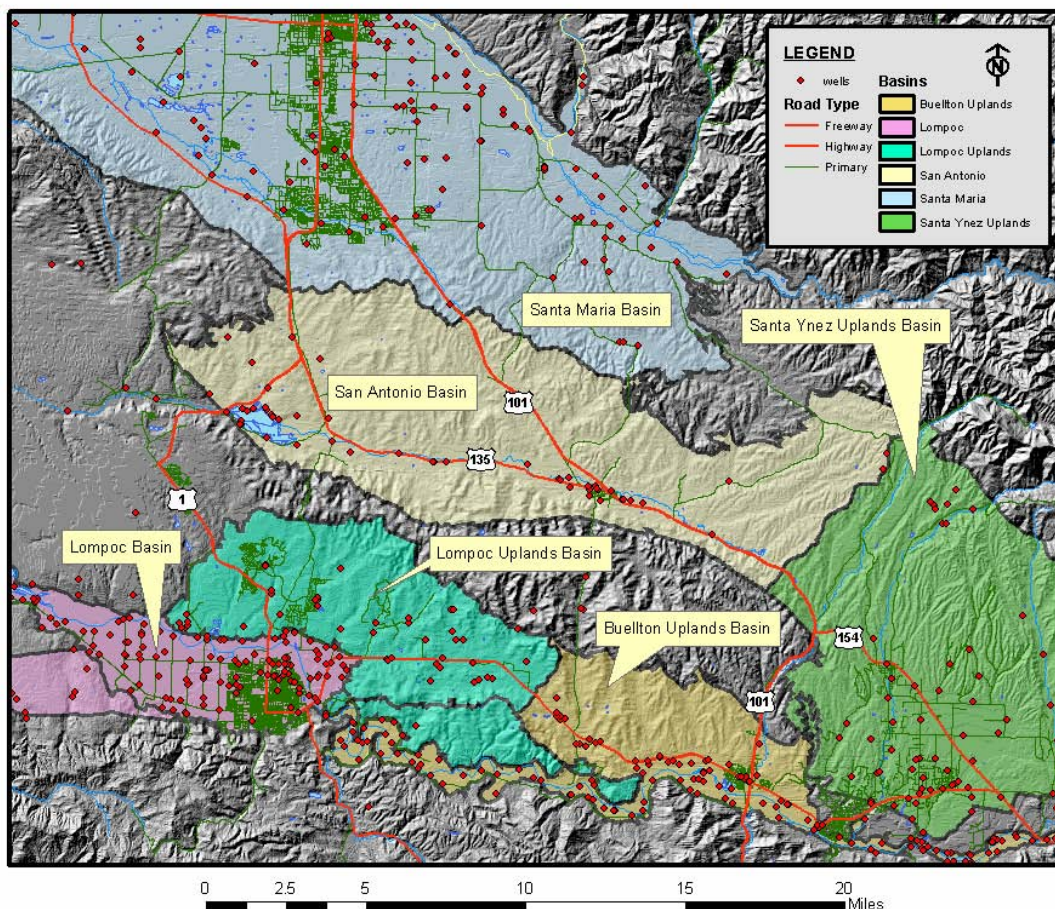 LEGEND
N
wells
Road Type
Freeway
Highway
Primary
Basins
Buellton Uplands
Lompoc
Lompoc Uplands
San Antonio
Santa Maria
Santa Ynez Uplands
Santa Maria Basin
Santa Ynez Uplands Basin
San Antonio Basin
101
135
1
Lompoc Basin
Lompoc Uplands Basin
Buellton Uplands Basin
154
101
0 2.5 5 10 15 20
Miles